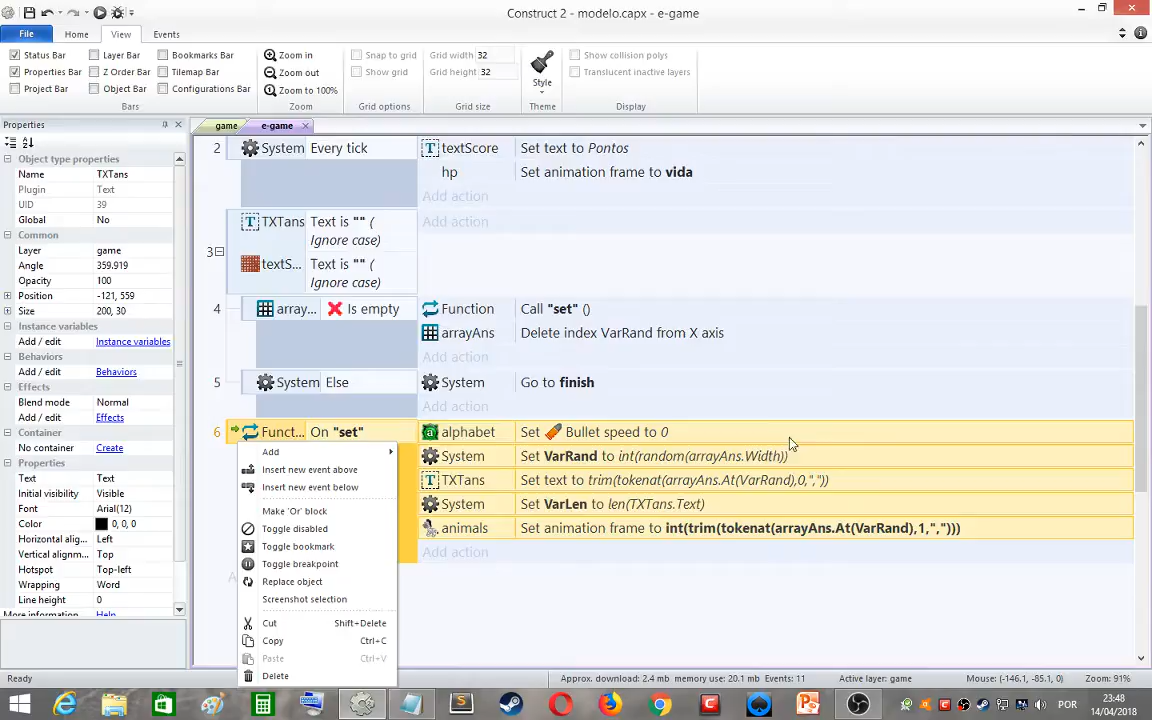 Construct 2 - modelo.capx - e-game
File Home View Events
Status Bar Layer Bar Bookmarks Bar
Properties Bar Z Order Bar Tilemap Bar
Project Bar Object Bar Configurations Bar
Bars
Zoom in
Zoom out
Zoom to 100%
Zoom
Snap to grid
Show grid
Grid options
Grid width 32
Grid height 32
Grid size
Style
Theme
Show collision polys
Translucent inactive layers
Display
Properties
game e-game
Object type properties
Name TXTans
Plugin Text
UID 39
Global No
Common
Layer game
Angle 359.919
Opacity 100
Position -121, 559
Size 200, 30
Instance variables
Add / edit Instance variables
Behaviors
Add / edit Behaviors
Effects
Blend mode Normal
Add / edit Effects
Container
No container Create
Properties
Text Text
Initial visibility Visible
Font Arial(12)
Color 0, 0, 0
Horizontal alig... Left
Vertical alignm... Top
Hotspot Top-left
Wrapping Word
Line height 0
More information Help
2 System Every tick textScore Set text to Pontos
hp Set animation frame to vida
Add action
3 TXTans Text is "" ( Add action
Ignore case)
textS... Text is "" (
Ignore case)
4 array... Is empty Function Call "set" ()
arrayAns Delete index VarRand from X axis
Add action
5 System Else System Go to finish
Add action
6 Funct... On "set" alphabet Set Bullet speed to 0
System Set VarRand to int(random(arrayAns.Width))
TXTans Set text to trim(tokenat(arrayAns.At(VarRand),0,","))
System Set VarLen to len(TXTans.Text)
animals Set animation frame to int(trim(tokenat(arrayAns.At(VarRand),1,",")))
Add action
Add
Insert new event above
Insert new event below
Make 'Or' block
Toggle disabled
Toggle bookmark
Toggle breakpoint
Replace object
Screenshot selection
Cut Shift+Delete
Copy Ctrl+C
Paste Ctrl+V
Delete
Ready Approx. download: 2.4 mb Memory use: 20.1 mb Events: 11 Active layer: game Mouse: (-146.1, -85.1, 0) Zoom: 91%
POR
23:48
14/04/2018